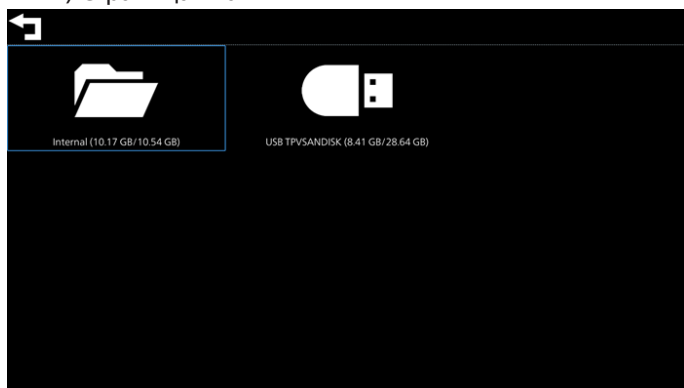 Internal (10.17 GB/10.54 GB)
USB TPVSANDISK (8.41 GB/28.64 GB)